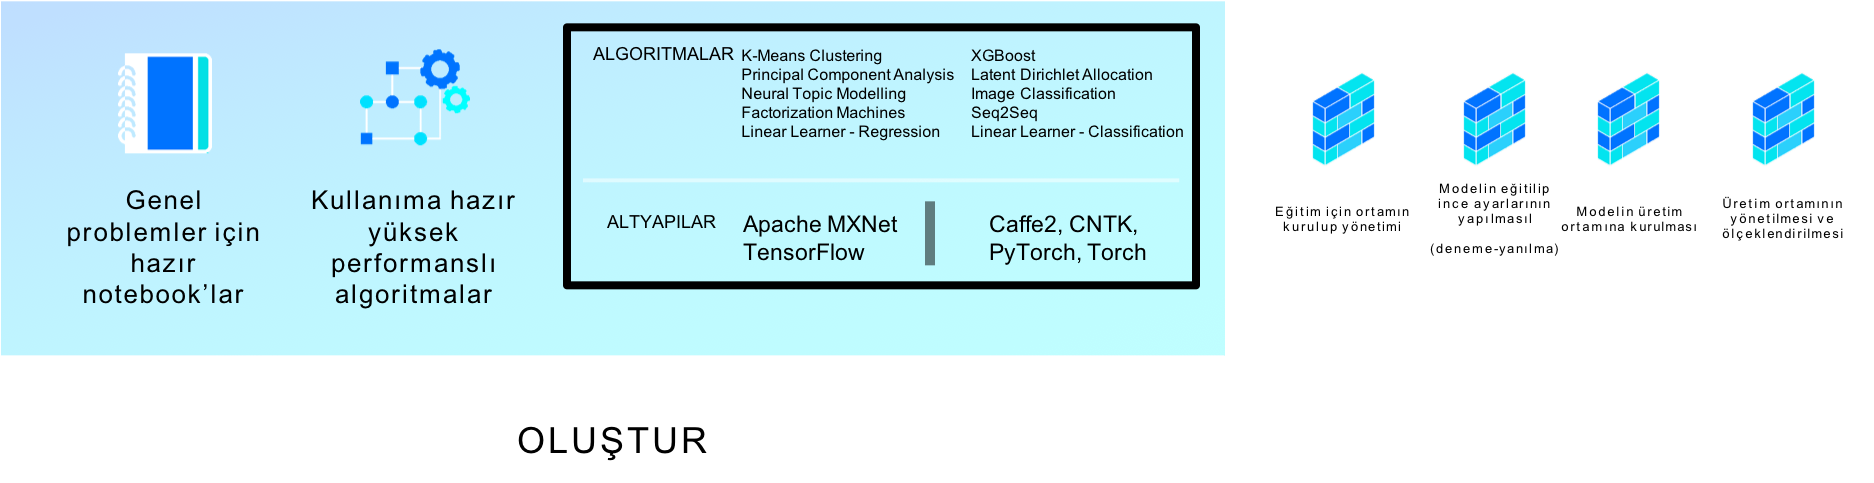 Genel
problemler için
hazır
notebook’lar
Kullanıma hazır
yüksek
performanslı
algoritmalar
ALGORITMALAR
K-Means Clustering
Principal Component Analysis
Neural Topic Modelling
Factorization Machines
Linear Learner - Regression
XGBoost
Latent Dirichlet Allocation
Image Classification
Seq2Seq
Linear Learner - Classification
ALTYAPILAR
Apache MXNet
TensorFlow
Caffe2, CNTK,
PyTorch, Torch
Eğitim için ortamın
kurulup yönetimi
Modelin eğitilip
ince ayarlarının
yapılmasıl
(deneme-yanılma)
Modelin üretim
ortamına kurulması
Üretim ortamının
yönetilmesi ve
ölçeklendirilmesi
OLUŞTUR